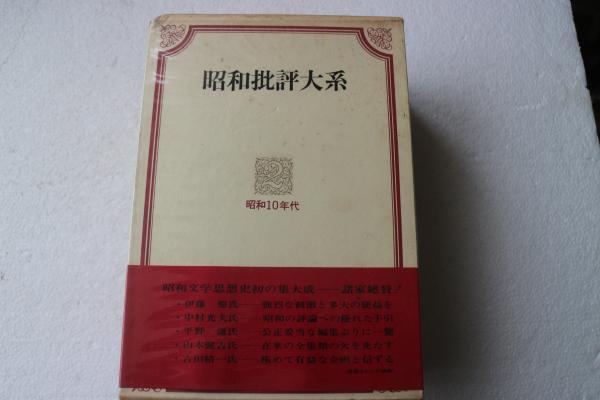 昭和批評大系
2
昭和10年代
昭和文学思想史初の集大成――諸家絶賛！
・伊藤 整氏――強烈な刺激と多大の便益を
・中村光夫氏――昭和の評論への優れた手引
・平野 謙氏――公正妥当な編集ぶりに一驚
・山本健吉氏――在来の全集類の欠を充たす
・吉田精一氏――極めて有益な企画と信ずる